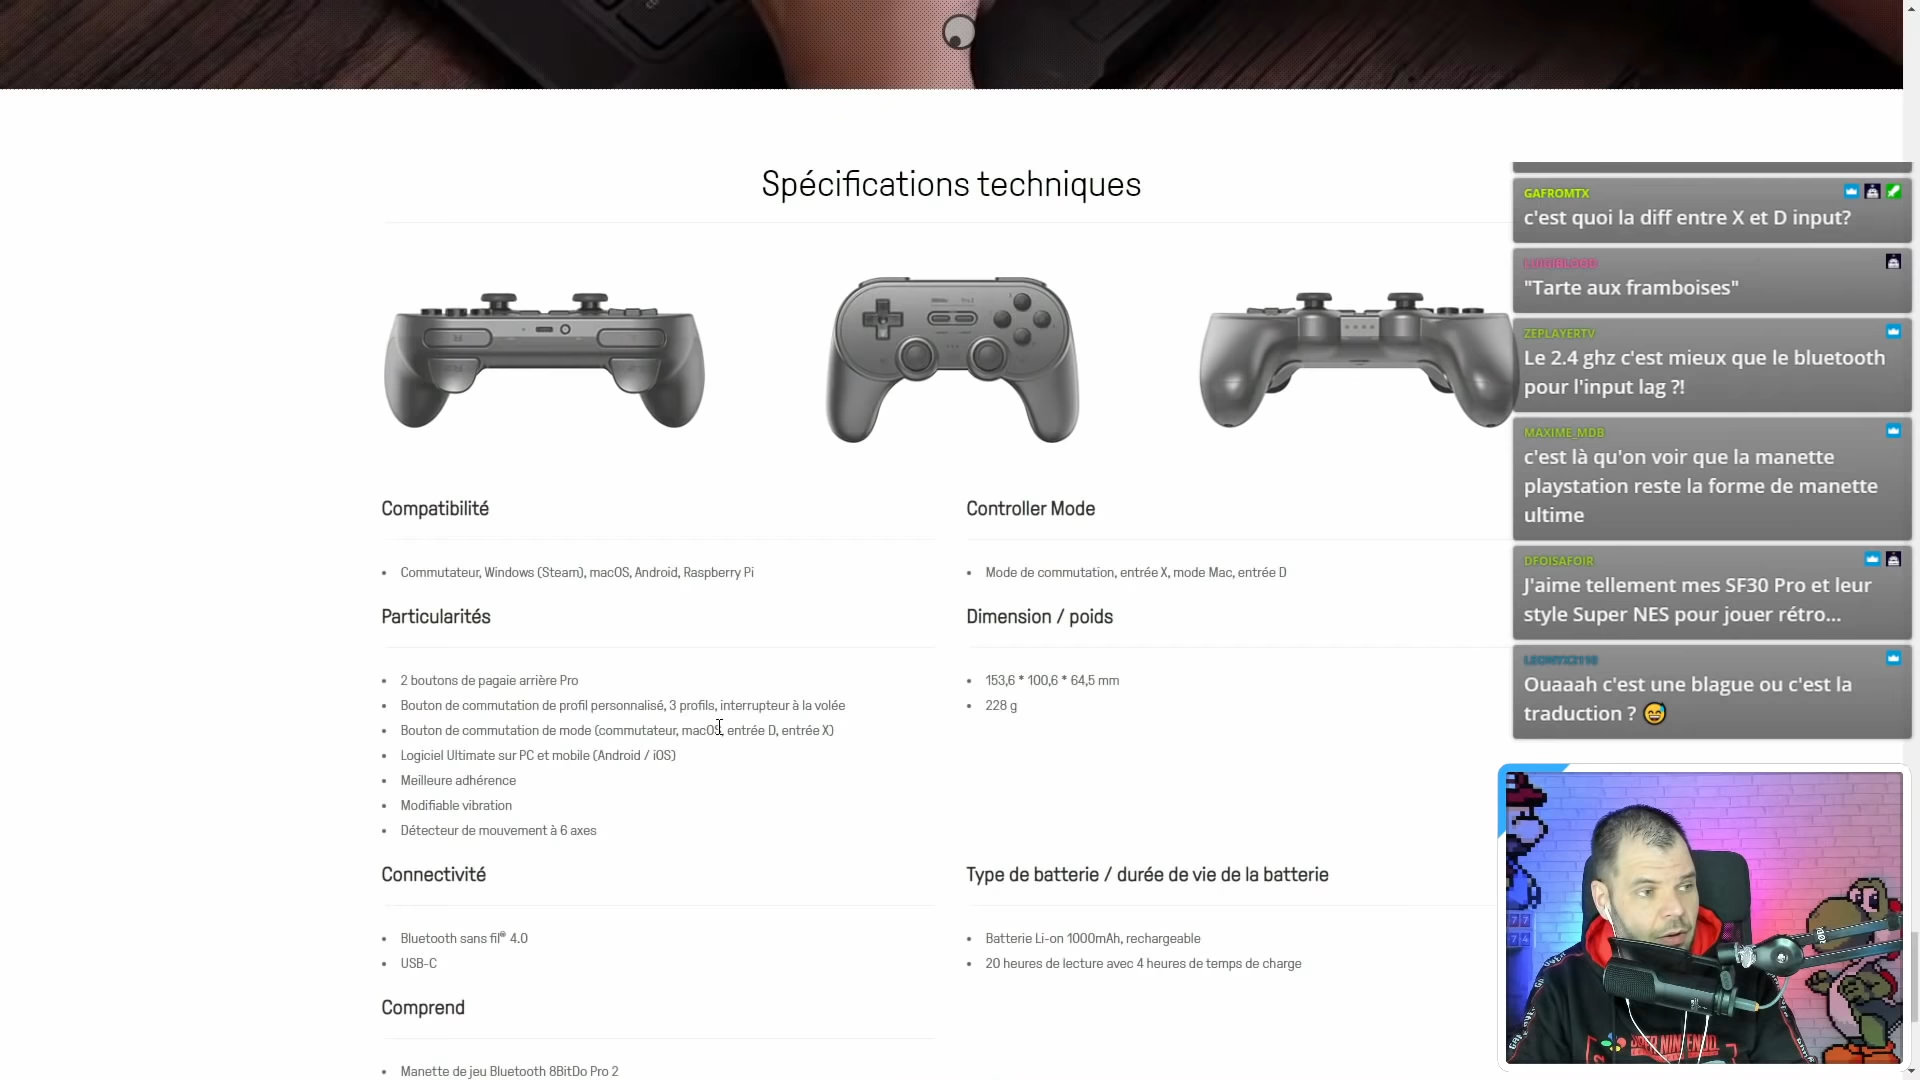 Spécifications techniques
Compatibilité
Commutateur, Windows (Steam), macOS, Android, Raspberry Pi
Particularités
2 boutons de pagaie arrière Pro
Bouton de commutation de profil personnalisé, 3 profils, interrupteur à la volée
Bouton de commutation de mode (commutateur, macOS, entrée D, entrée X)
Logiciel Ultimate sur PC et mobile (Android / iOS)
Meilleure adhérence
Modifiable vibration
Détecteur de mouvement à 6 axes
Connectivité
Bluetooth sans fil® 4.0
USB-C
Comprend
Manette de jeu Bluetooth 8BitDo Pro 2
Controller Mode
Mode de commutation, entrée X, mode Mac, entrée D
Dimension / poids
153,6 * 100,6 * 64,5 mm
228 g
Type de batterie / durée de vie de la batterie
Batterie Li-on 1000mAh, rechargeable
20 heures de lecture avec 4 heures de temps de charge
GAFROMTX
c'est quoi la diff entre X et D input?
LUIGIBLOOD
"Tarte aux framboises"
ZEPLAYERTV
Le 2.4 ghz c'est mieux que le bluetooth
pour l'input lag ?!
MAXIME_MDB
c'est là qu'on voir que la manette
playstation reste la forme de manette
ultime
DFOISAFOIR
J'aime tellement mes SF30 Pro et leur
style Super NES pour jouer rétro...
Ouaaah c'est une blague ou c'est la
traduction ? 😅
SUPER NINTENDO